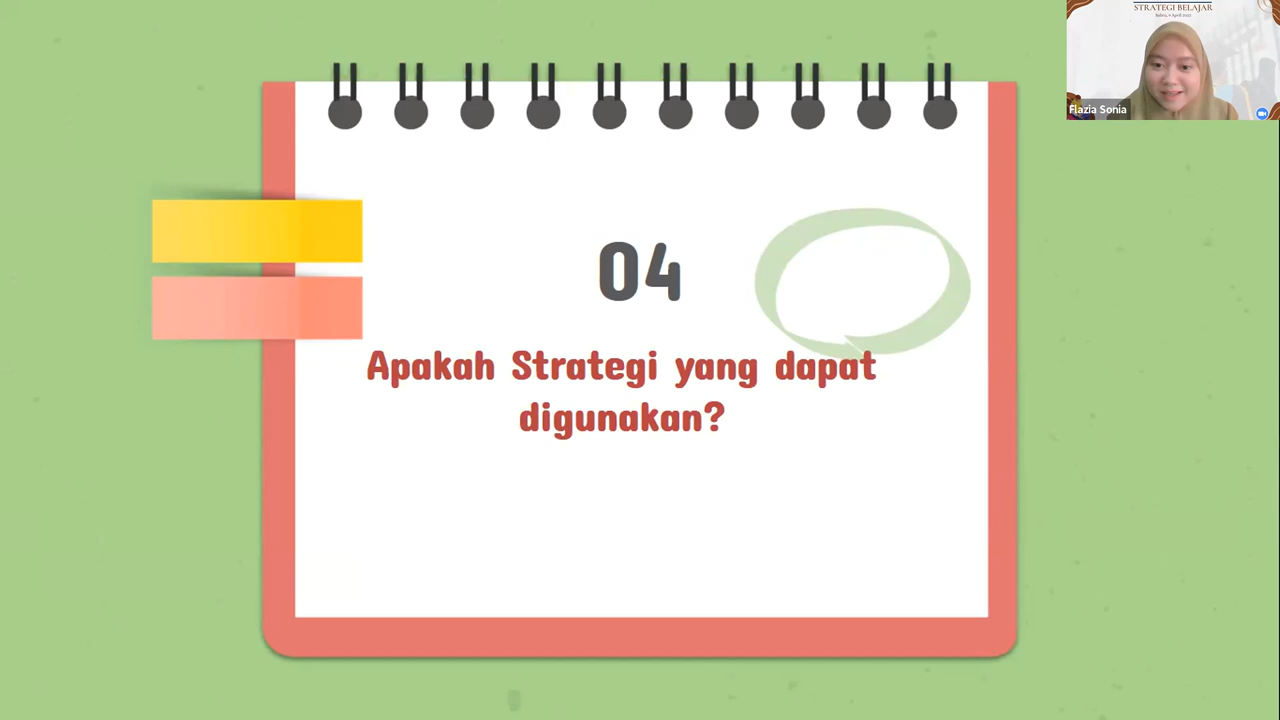 STRATEGI BELAJAR
Flazia Sonia
04
Apakah Strategi yang dapat
digunakan?